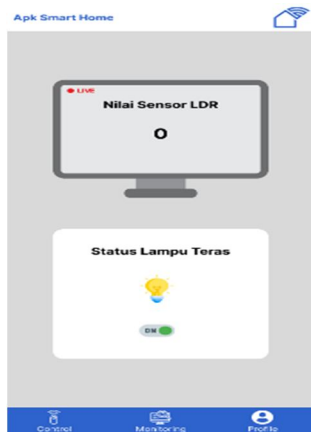 Apk Smart Home
LIVE
Nilai Sensor LDR
0
Status Lampu Teras
ON
Control
Monitoring
Profile